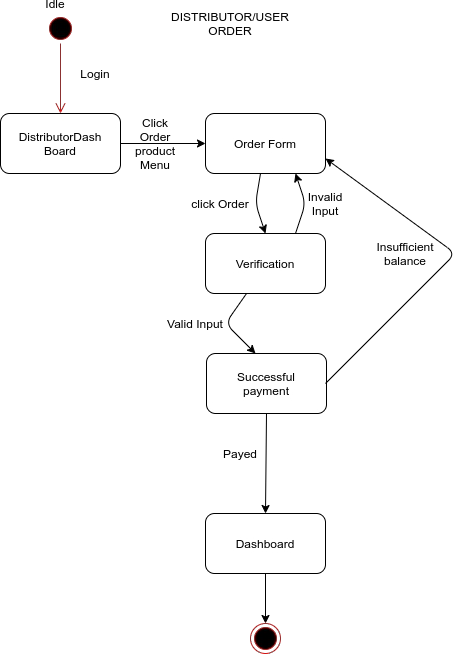 Idle
DISTRIBUTOR/USER
ORDER
Login
DistributorDash
Board
Click
Order
product
Menu
Order Form
click Order
Invalid
Input
Insufficient
balance
Verification
Valid Input
Successful
payment
Payed
Dashboard